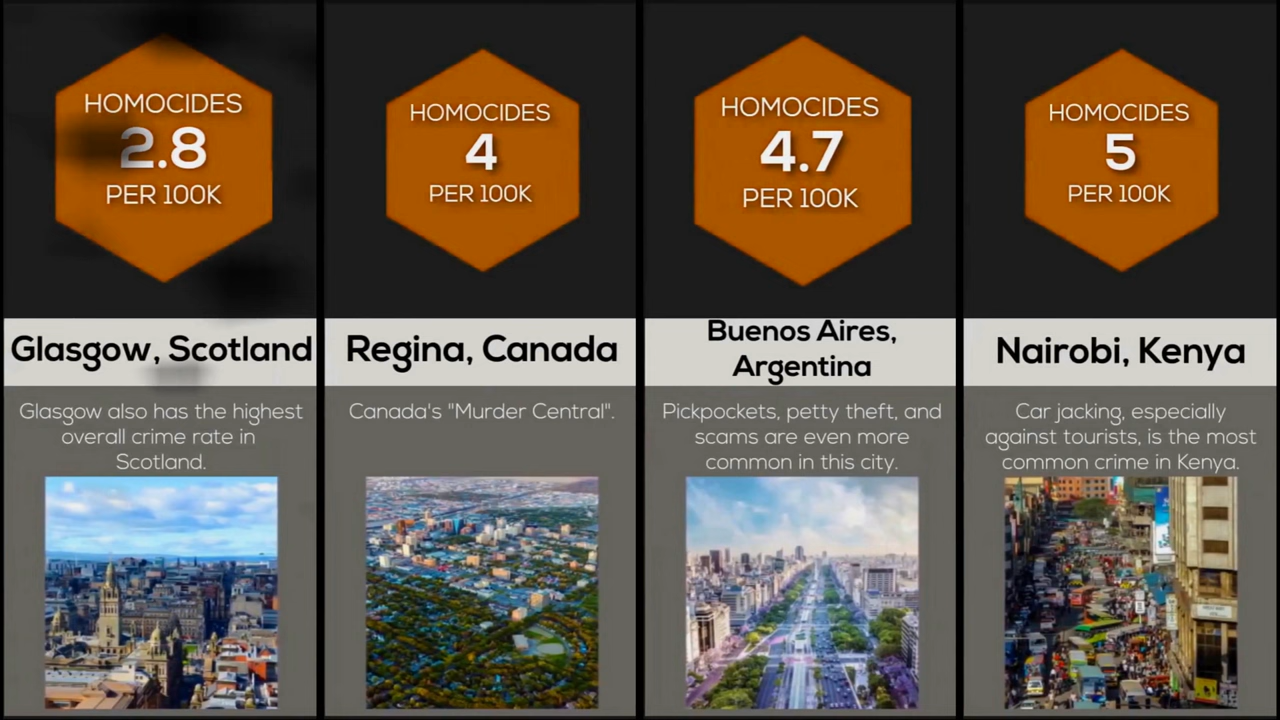 HOMOCIDES
2.8
PER 100K
Glasgow, Scotland
Glasgow also has the highest
overall crime rate in
Scotland.
HOMOCIDES
4
PER 100K
Regina, Canada
Canada's "Murder Central".
HOMOCIDES
4.7
PER 100K
Buenos Aires,
Argentina
Pickpockets, petty theft, and
scams are even more
common in this city.
HOMOCIDES
5
PER 100K
Nairobi, Kenya
Car jacking, especially
against tourists, is the most
common crime in Kenya.